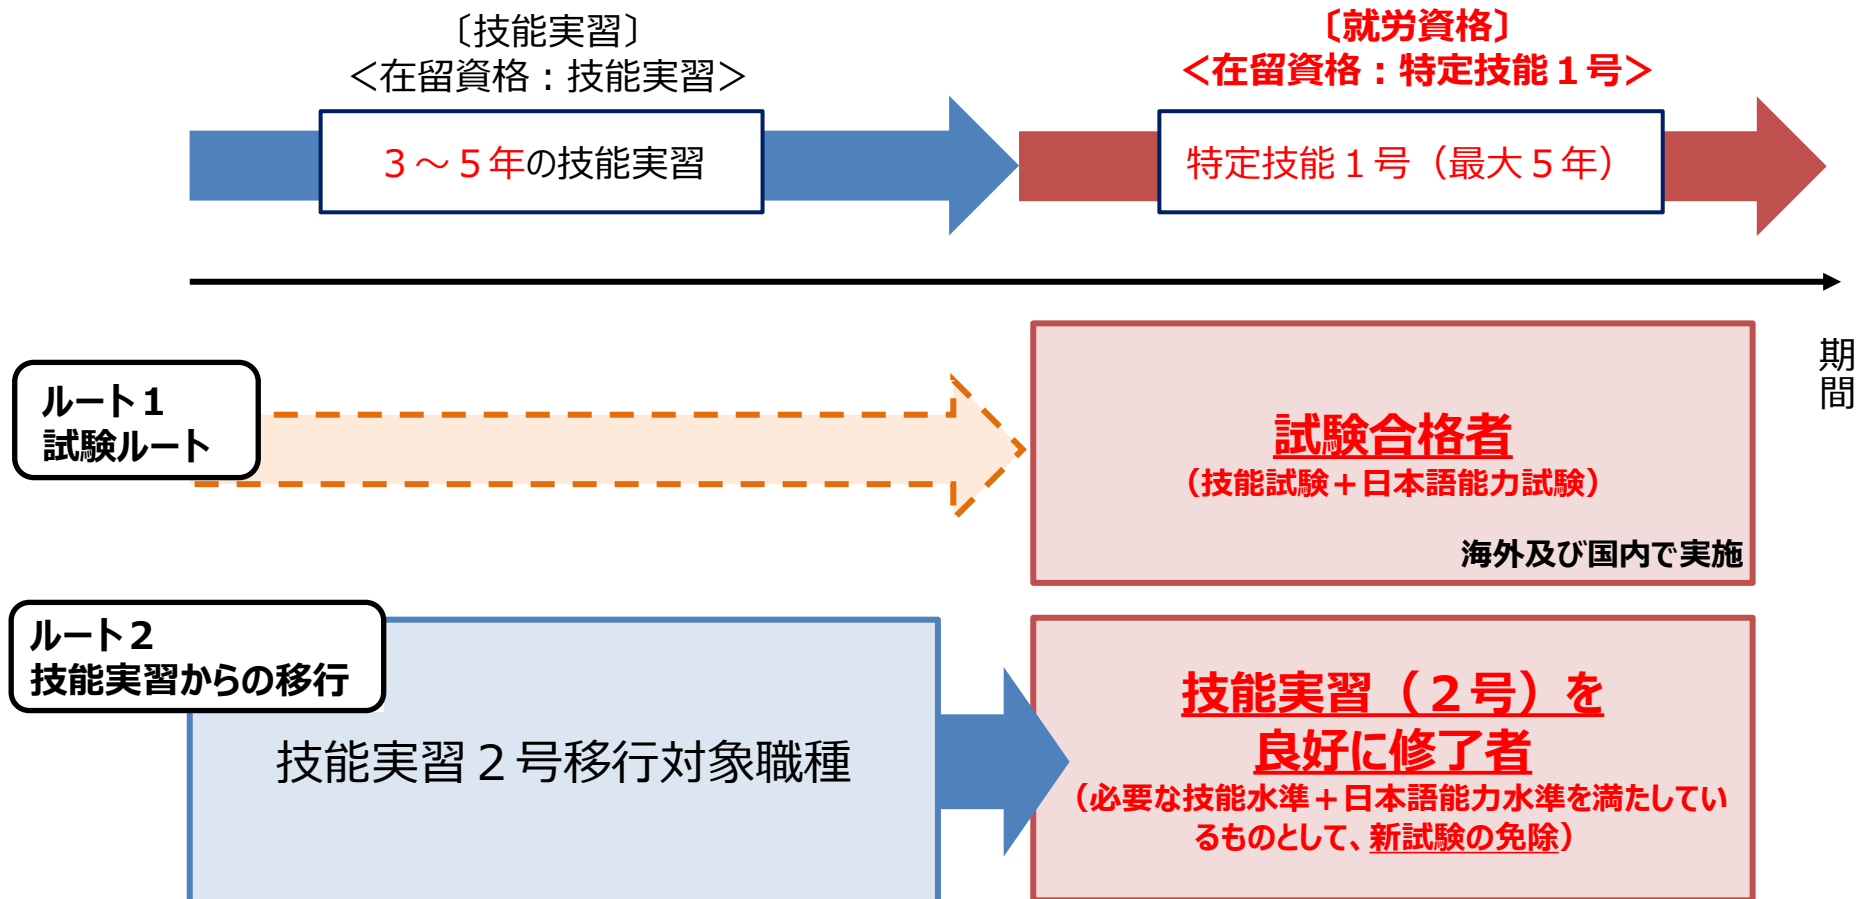 〔技能実習〕
＜在留資格：技能実習＞
〔就労資格〕
＜在留資格：特定技能１号＞
３～５年の技能実習
特定技能１号（最大５年）
期間
ルート１
試験ルート
試験合格者
（技能試験＋日本語能力試験）
海外及び国内で実施
ルート２
技能実習からの移行
技能実習２号移行対象職種
技能実習（２号）を
良好に修了者
（必要な技能水準＋日本語能力水準を満たしてい
るものとして、新試験の免除）